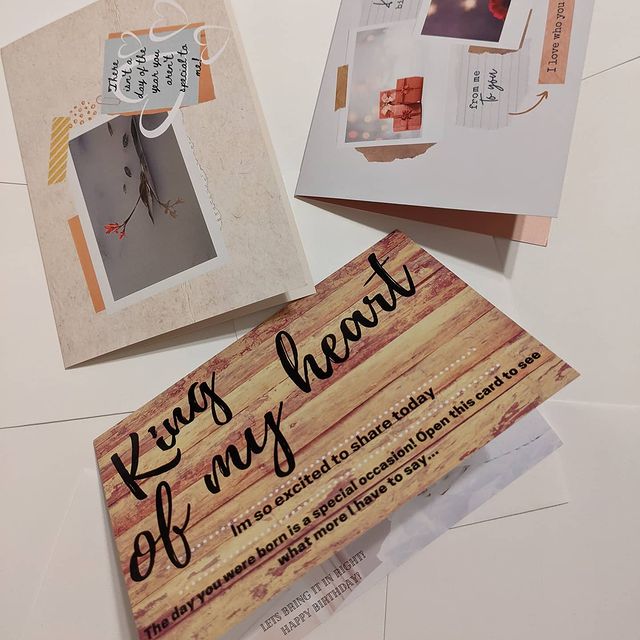 There
isn't a
day of the
year you
aren't
special to
me!
from me
to you
I love who you
King
of my heart
Im so excited to share today
The day you were born is a special occasion! Open this card to see
what more I have to say...
LETS BRING IT IN RIGHT!
HAPPY BIRTHDAY!